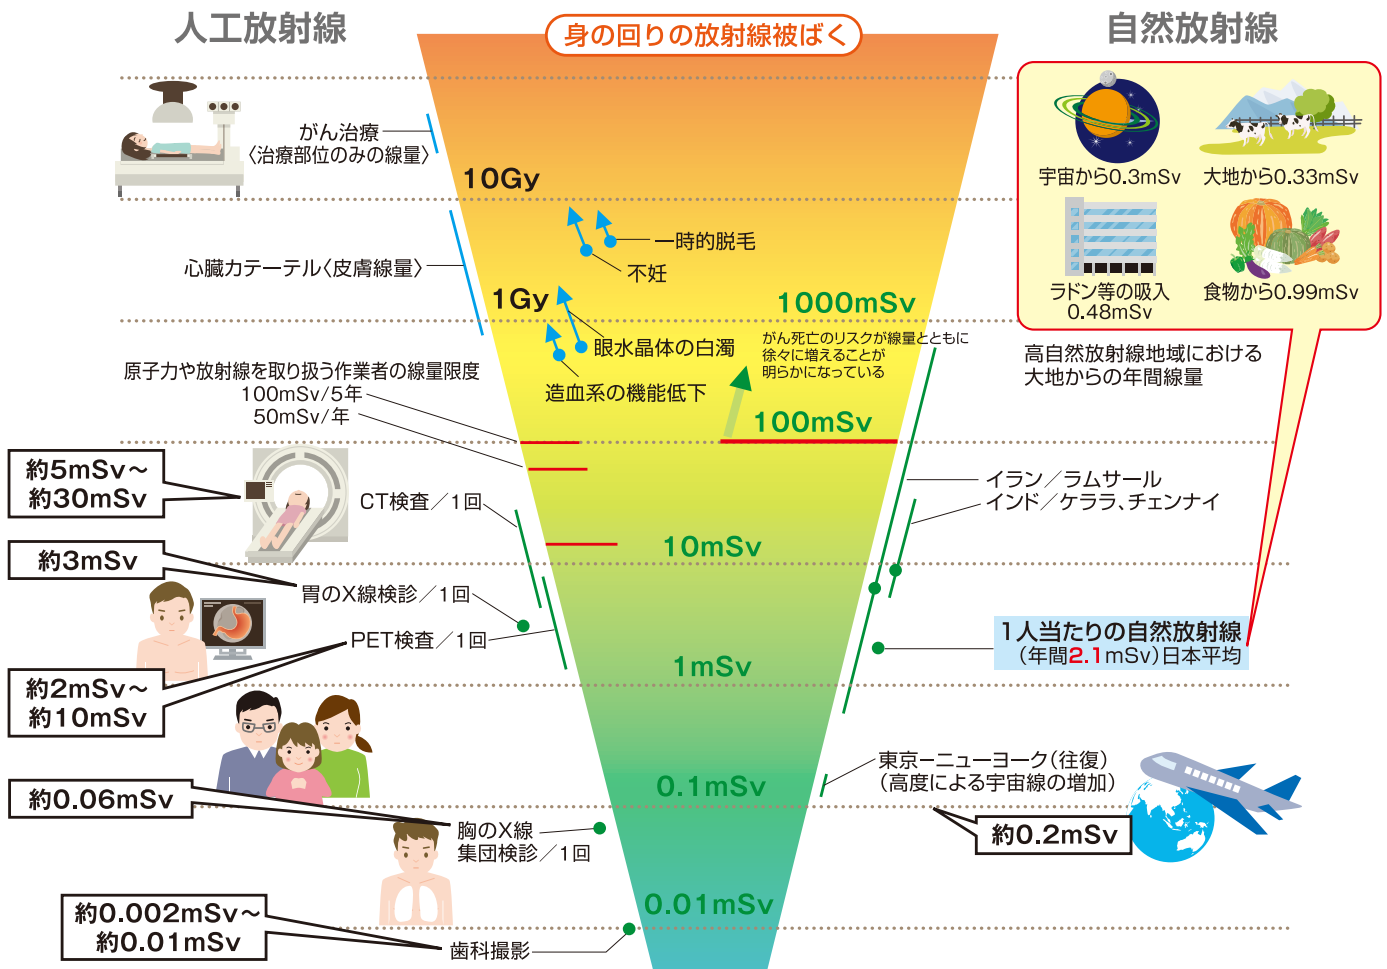 人工放射線
身の回りの放射線被ばく
自然放射線
がん治療
〈治療部位のみの線量〉
10Gy
心臓カテーテル〈皮膚線量〉
一時的脱毛
不妊
1Gy
1000mSv
眼水晶体の白濁
造血系の機能低下
がん死亡のリスクが線量とともに
徐々に増えることが
明らかになっている
原子力や放射線を取り扱う作業者の線量限度
100mSv/5年
50mSv/年
100mSv
宇宙から0.3mSv
大地から0.33mSv
ラドン等の吸入
0.48mSv
食物から0.99mSv
高自然放射線地域における
大地からの年間線量
約5mSv～
約30mSv
CT検査／1回
イラン／ラムサール
インド／ケララ、チェンナイ
10mSv
約3mSv
胃のX線検診／1回
PET検査／1回
1人当たりの自然放射線
（年間2.1mSv）日本平均
1mSv
約2mSv～
約10mSv
東京ーニューヨーク（往復）
（高度による宇宙線の増加）
0.1mSv
約0.06mSv
胸のX線
集団検診／1回
約0.2mSv
0.01mSv
約0.002mSv～
約0.01mSv
歯科撮影